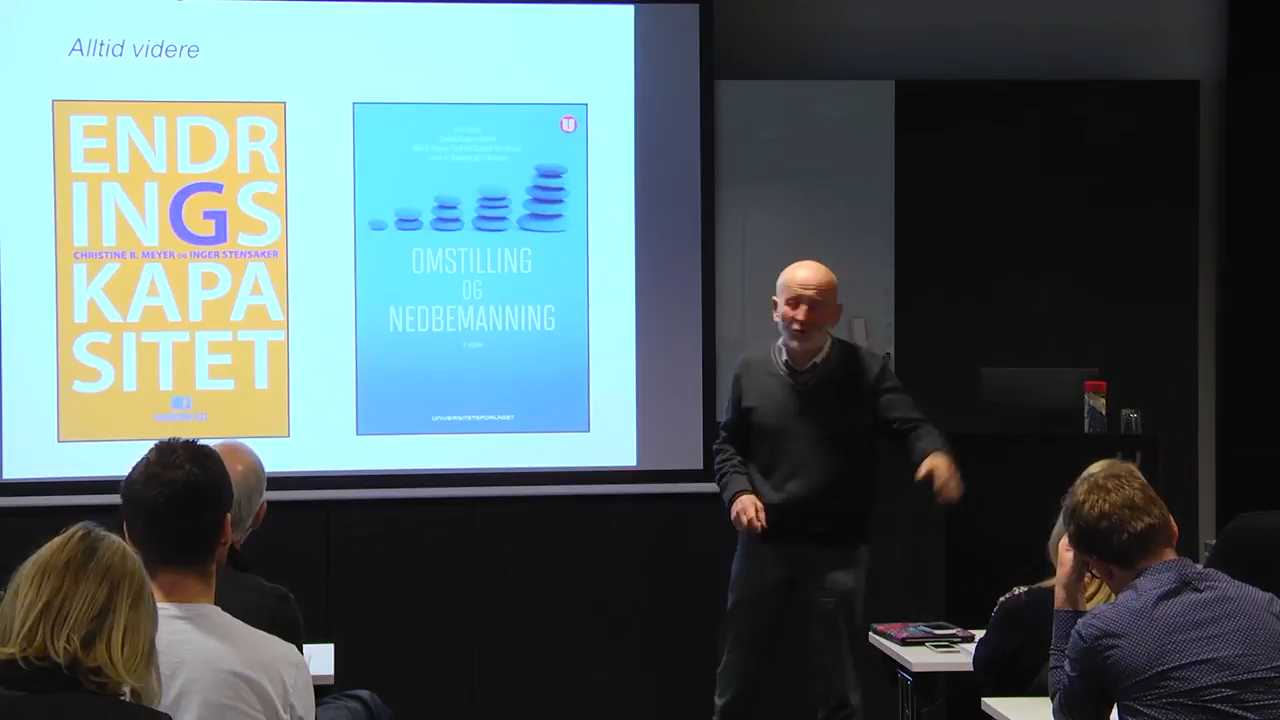 Alltid videre
ENDR
INGS
CHRISTINE B. MEYER OG INGER STENSAKER
KAPA
SITET
U
OMSTILLING
OG
NEDBEMANNING
UNIVERSITETSFORLAGET